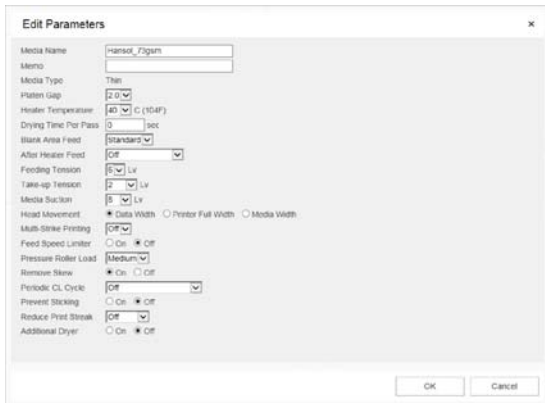 Edit Parameters ×
Media Name Hansol_73gsm
Memo
Media Type Thin
Platen Gap 2.0
Heater Temperature 40 C (104F)
Drying Time Per Pass 0 sec
Blank Area Feed Standard
After Heater Feed Off
Feeding Tension 6 Lv
Take-up Tension 2 Lv
Media Suction 8 Lv
Head Movement Data Width Printer Full Width Media Width
Multi-Strike Printing Off
Feed Speed Limiter On Off
Pressure Roller Load Medium
Remove Skew On Off
Periodic CL Cycle Off
Prevent Sticking On Off
Reduce Print Streak Off
Additional Dryer On Off
OK Cancel